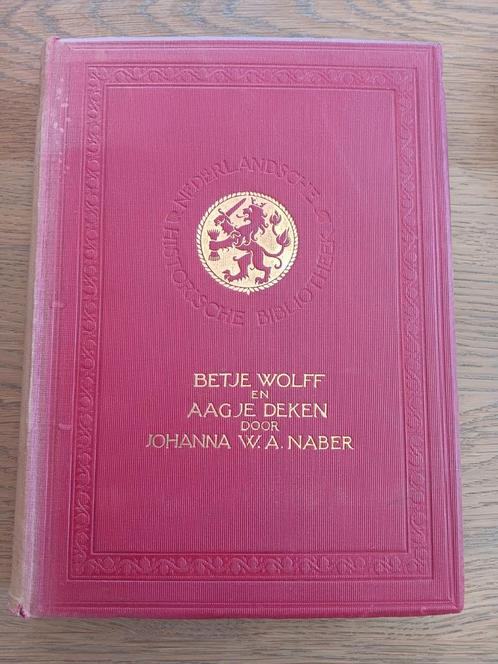 NEDERLANDSCHE
HISTORISCHE BIBLIOTHEEK
BETJE WOLFF
EN
AAGJE DEKEN
DOOR
JOHANNA W.A. NABER